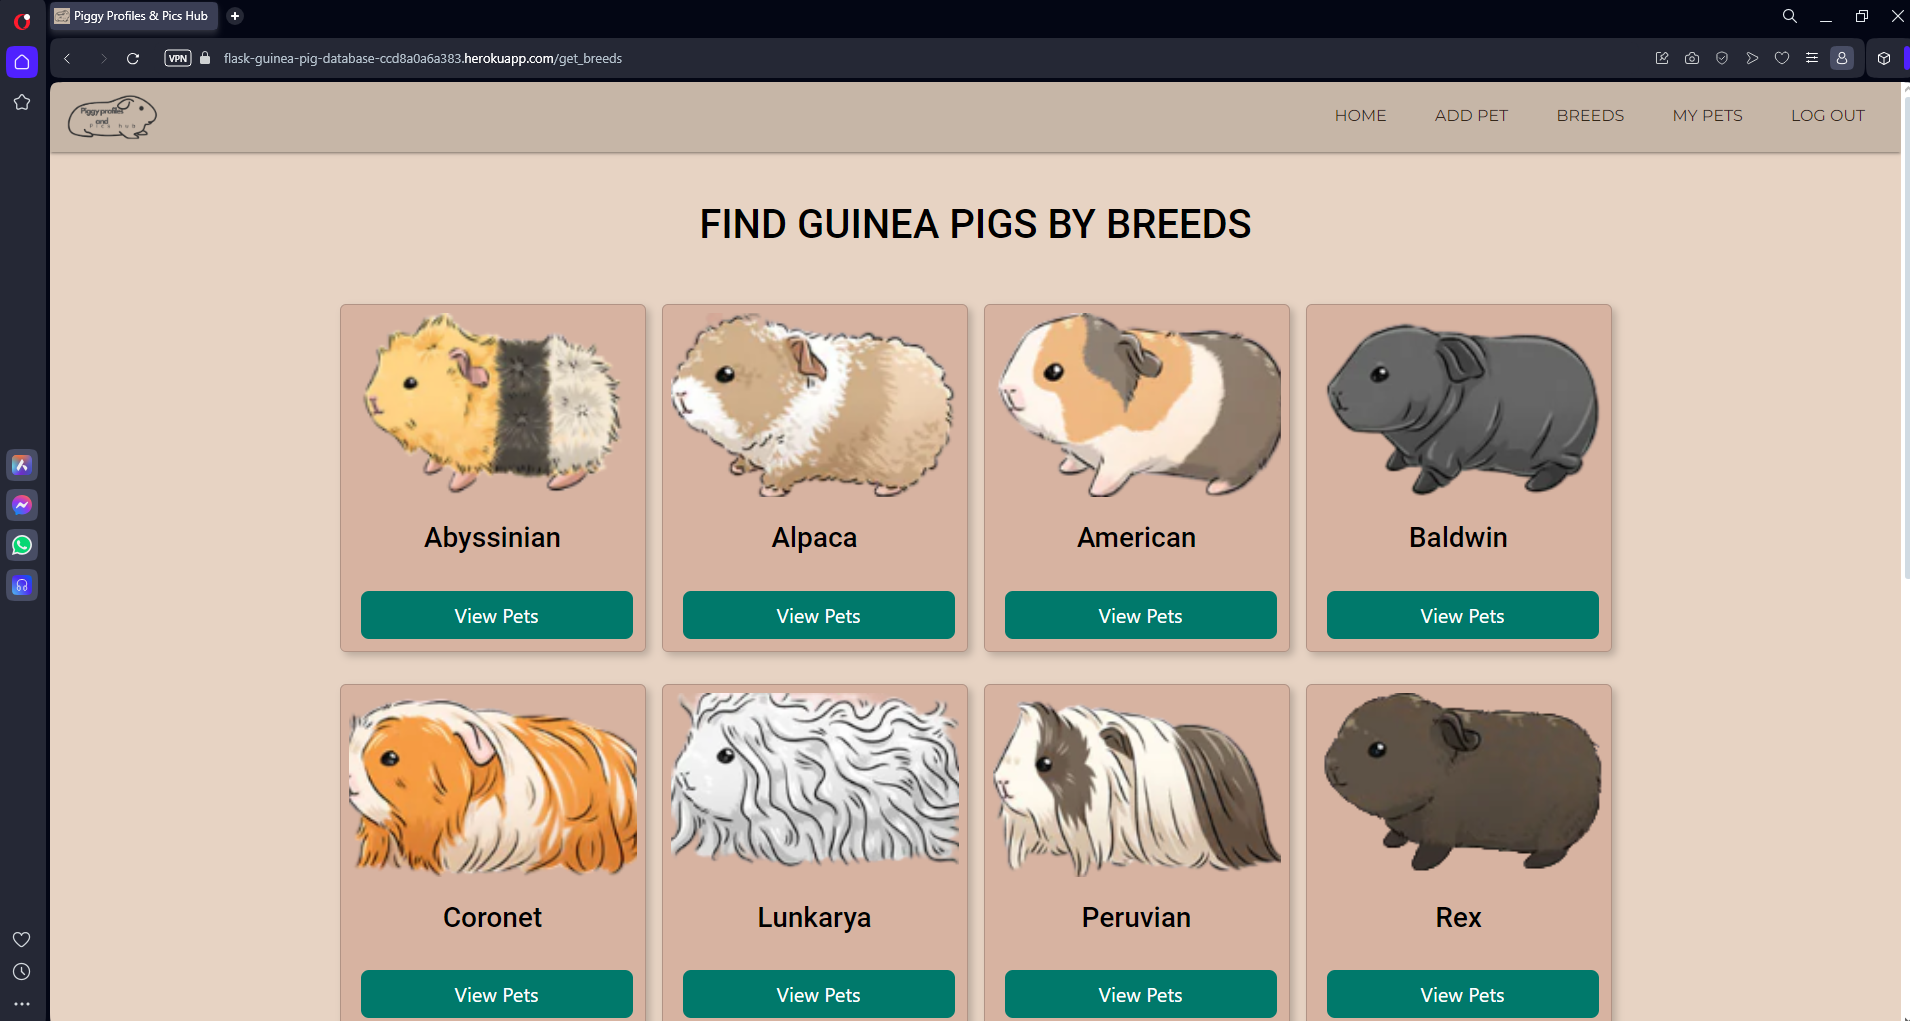 Piggy Profiles & Pics Hub
VPN
flask-guinea-pig-database-ccd8a0a6a383.herokuapp.com/get_breeds
Piggy profiles
and
Pics hub
HOME ADD PET BREEDS MY PETS LOG OUT
FIND GUINEA PIGS BY BREEDS
Abyssinian Alpaca American Baldwin
View Pets View Pets View Pets View Pets
Coronet Lunkarya Peruvian Rex
View Pets View Pets View Pets View Pets